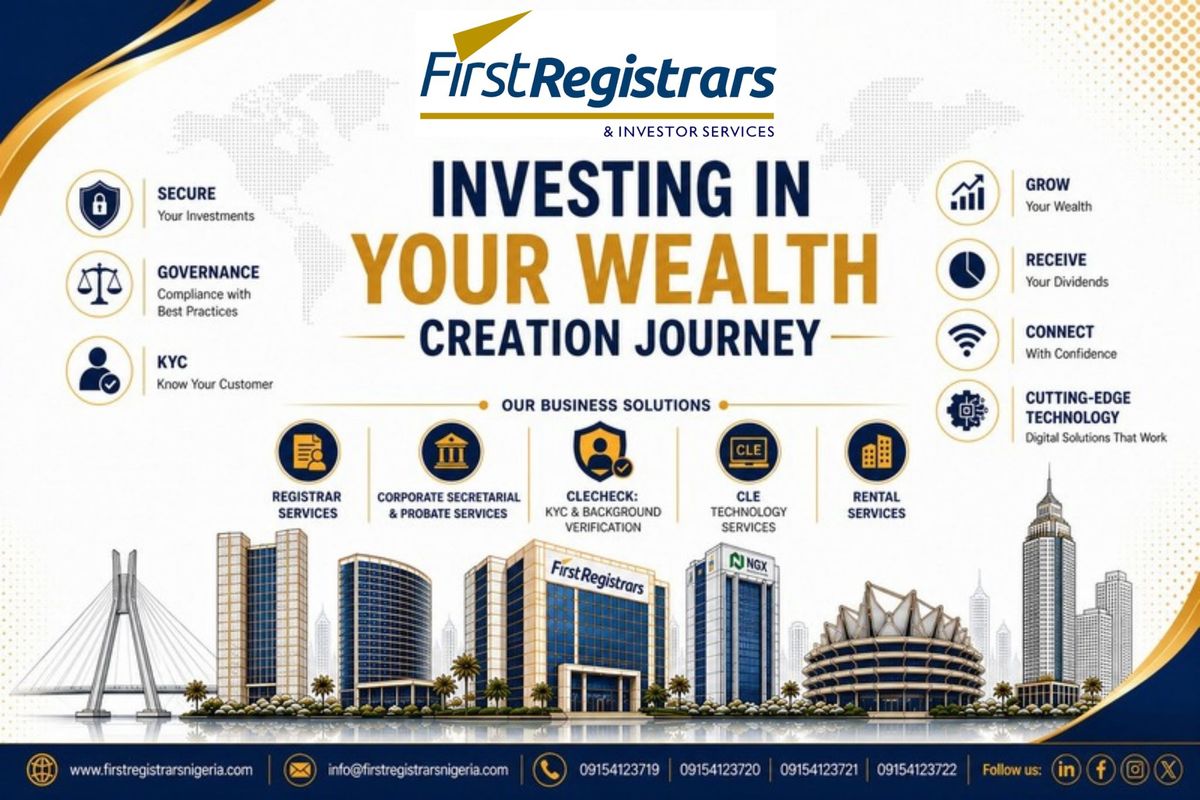 FirstRegistrars
& INVESTOR SERVICES
INVESTING IN
YOUR WEALTH
CREATION JOURNEY
SECURE
Your Investments
GOVERNANCE
Compliance with
Best Practices
KYC
Know Your Customer
GROW
Your Wealth
RECEIVE
Your Dividends
CONNECT
With Confidence
CUTTING-EDGE
TECHNOLOGY
Digital Solutions That Work
OUR BUSINESS SOLUTIONS
REGISTRAR
SERVICES
CORPORATE SECRETARIAL
& PROBATE SERVICES
CLECHECK:
KYC & BACKGROUND
VERIFICATION
CLE
CLE
TECHNOLOGY
SERVICES
RENTAL
SERVICES
FirstRegistrars
NGX
www.firstregistrarsnigeria.com
info@firstregistrarsnigeria.com
09154123719 | 09154123720 | 09154123721 | 09154123722
Follow us: